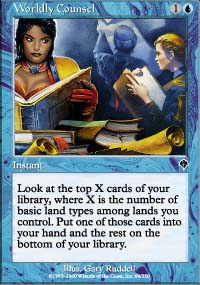 Worldly Counsel 1
Instant
Look at the top X cards of your
library, where X is the number of
basic land types among lands you
control. Put one of those cards into
your hand and the rest on the
bottom of your library.
Illus. Gary Ruddell
©1993-2000 Wizards of the Coast, Inc. 89/350